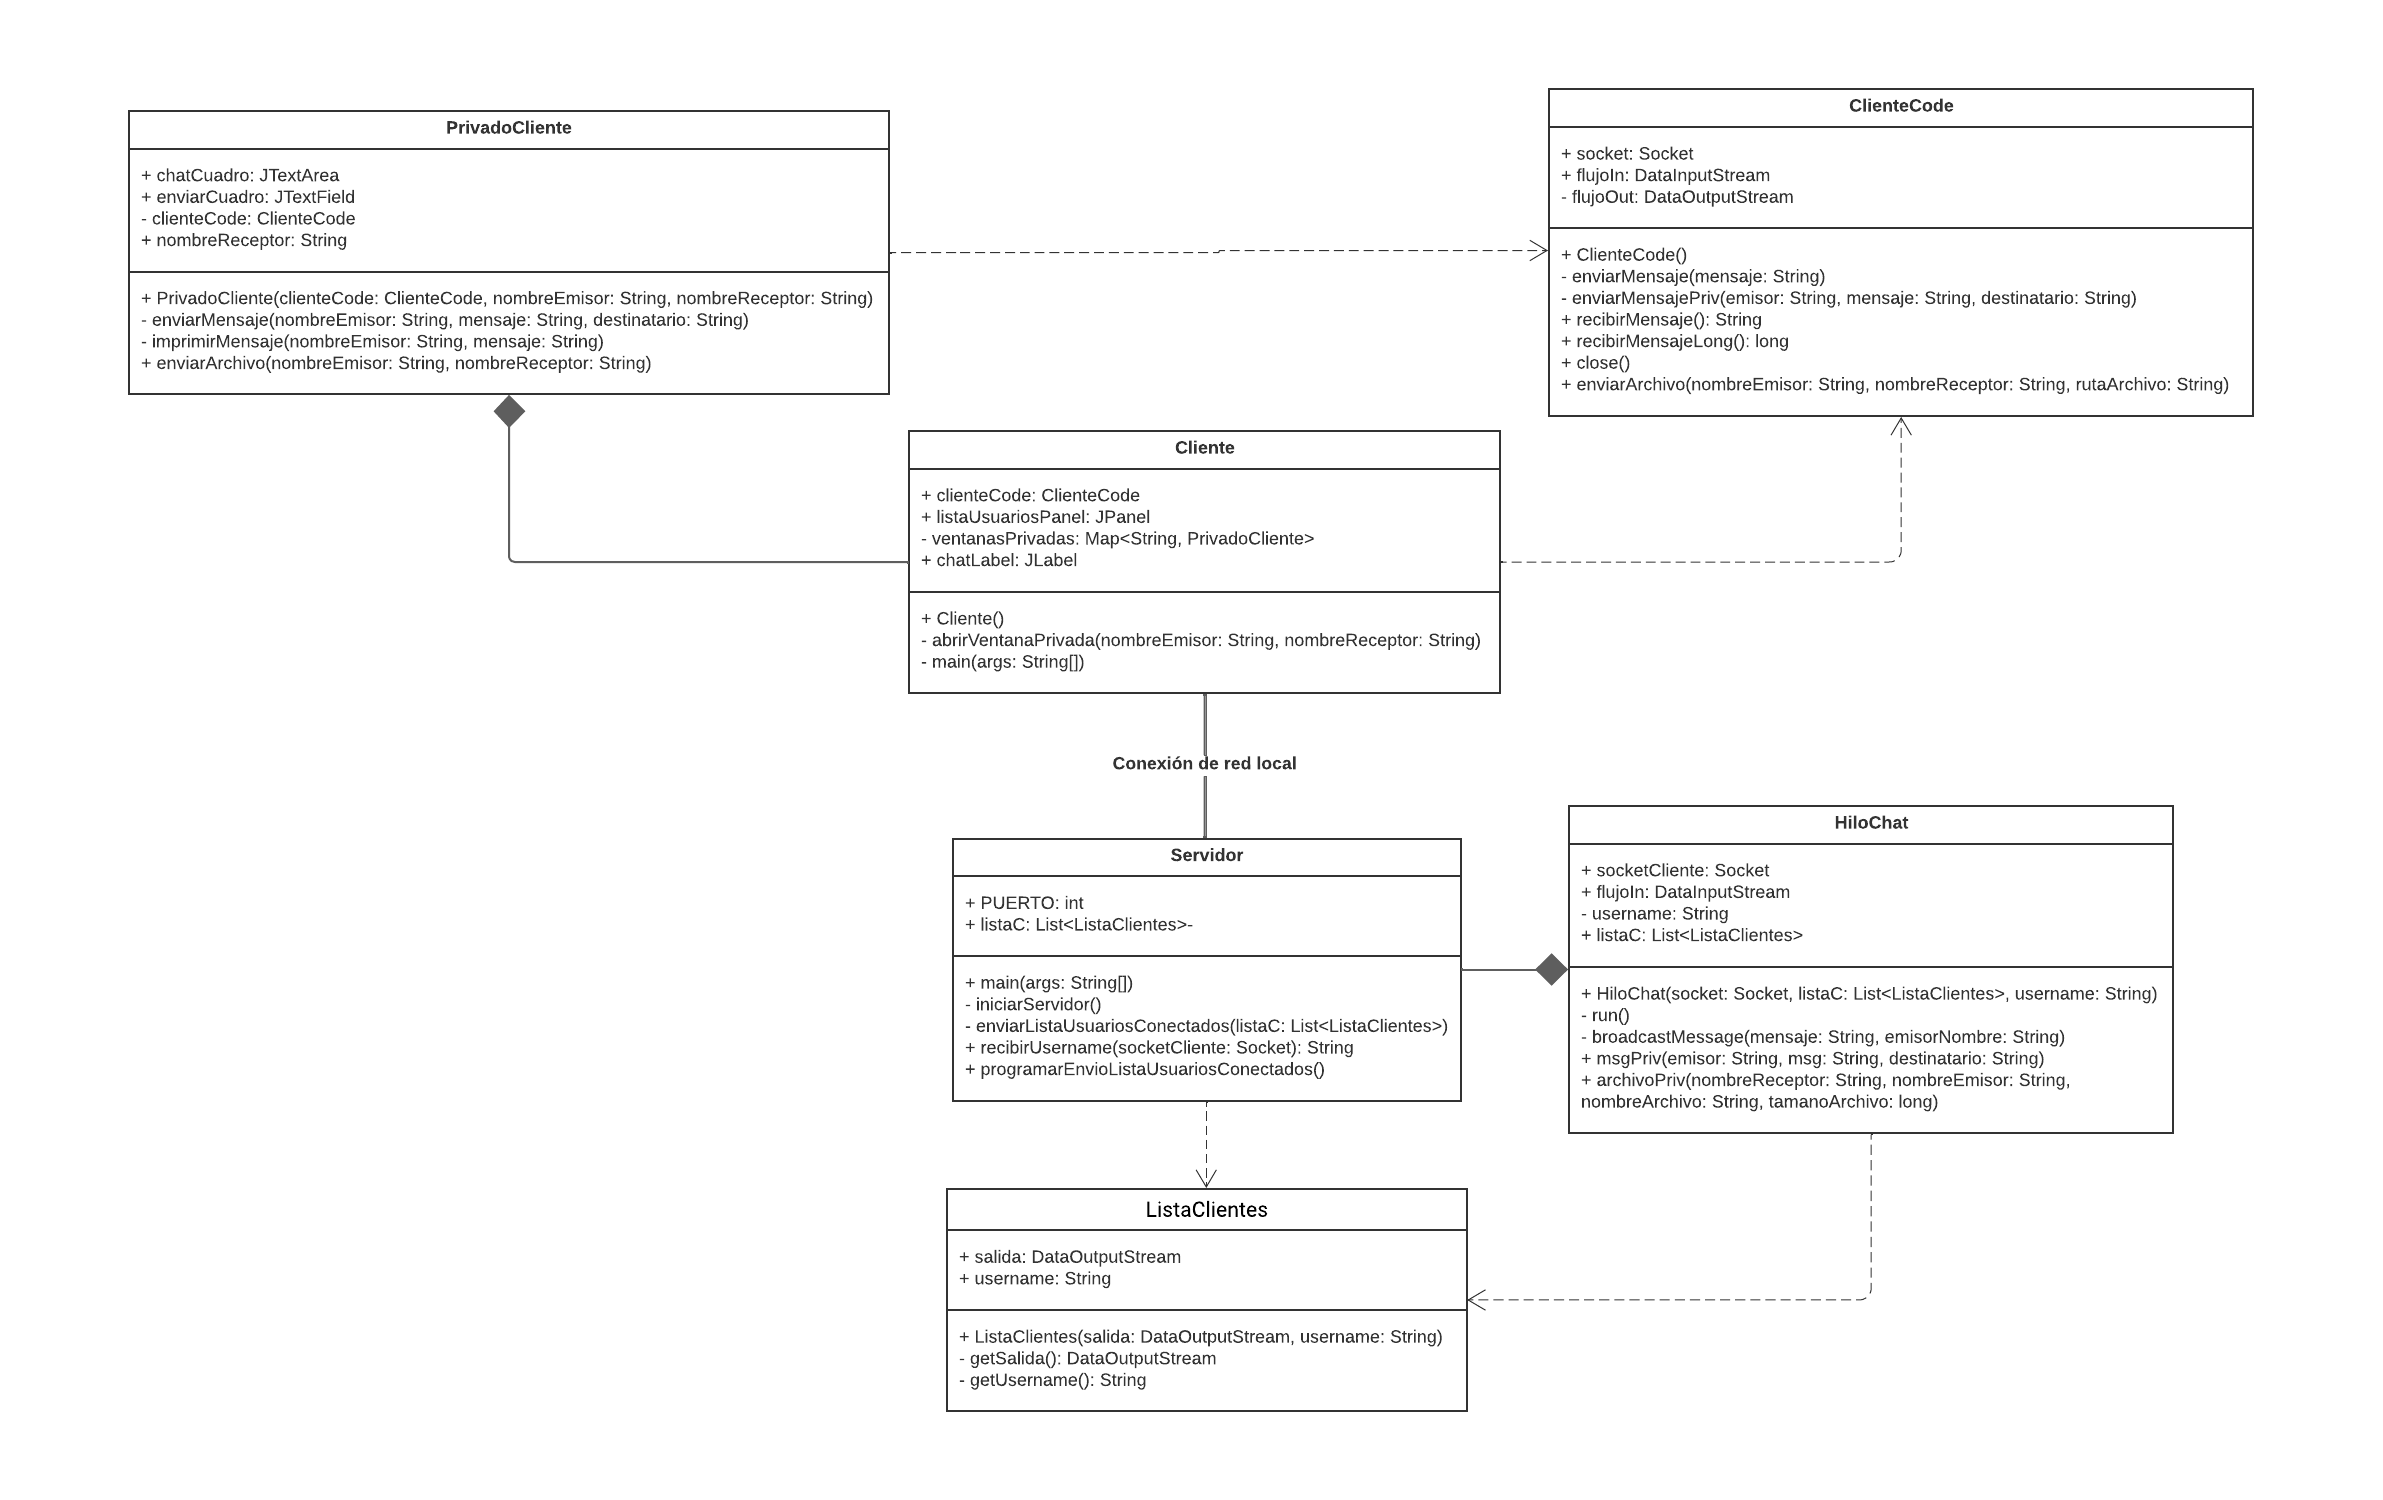 PrivadoCliente
+ chatCuadro: JTextArea
+ enviarCuadro: JTextField
- clienteCode: ClienteCode
+ nombreReceptor: String
+ PrivadoCliente(clienteCode: ClienteCode, nombreEmisor: String, nombreReceptor: String)
- enviarMensaje(nombreEmisor: String, mensaje: String, destinatario: String)
- imprimirMensaje(nombreEmisor: String, mensaje: String)
+ enviarArchivo(nombreEmisor: String, nombreReceptor: String)
ClienteCode
+ socket: Socket
+ flujoIn: DataInputStream
- flujoOut: DataOutputStream
+ ClienteCode()
- enviarMensaje(mensaje: String)
- enviarMensajePriv(emisor: String, mensaje: String, destinatario: String)
+ recibirMensaje(): String
+ recibirMensajeLong(): long
+ close()
+ enviarArchivo(nombreEmisor: String, nombreReceptor: String, rutaArchivo: String)
Cliente
+ clienteCode: ClienteCode
+ listaUsuariosPanel: JPanel
- ventanasPrivadas: Map<String, PrivadoCliente>
+ chatLabel: JLabel
+ Cliente()
- abrirVentanaPrivada(nombreEmisor: String, nombreReceptor: String)
- main(args: String[])
Conexión de red local
Servidor
+ PUERTO: int
+ listaC: List<ListaClientes>-
+ main(args: String[])
- iniciarServidor()
- enviarListaUsuariosConectados(listaC: List<ListaClientes>)
+ recibirUsername(socketCliente: Socket): String
+ programarEnvioListaUsuariosConectados()
HiloChat
+ socketCliente: Socket
+ flujoIn: DataInputStream
- username: String
+ listaC: List<ListaClientes>
+ HiloChat(socket: Socket, listaC: List<ListaClientes>, username: String)
- run()
- broadcastMessage(mensaje: String, emisorNombre: String)
+ msgPriv(emisor: String, msg: String, destinatario: String)
+ archivoPriv(nombreReceptor: String, nombreEmisor: String,
nombreArchivo: String, tamanoArchivo: long)
ListaClientes
+ salida: DataOutputStream
+ username: String
+ ListaClientes(salida: DataOutputStream, username: String)
- getSalida(): DataOutputStream
- getUsername(): String